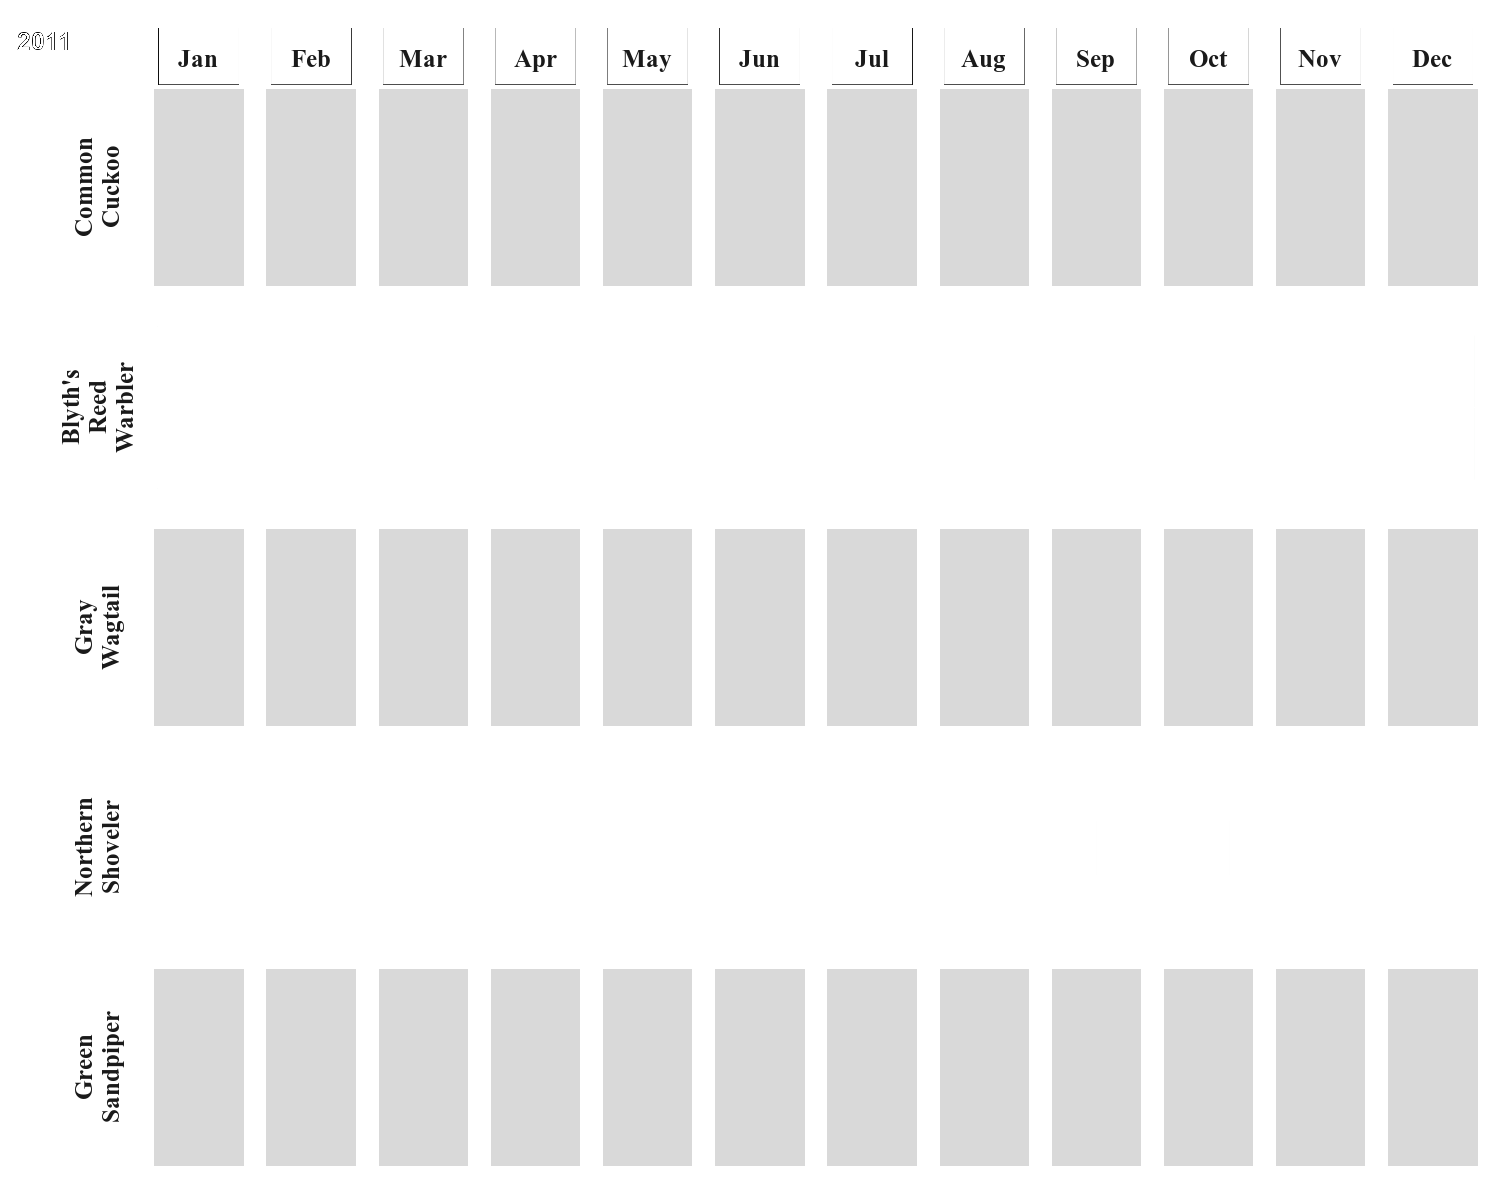 2011
Jan Feb Mar Apr May Jun Jul Aug Sep Oct Nov Dec
Common
Cuckoo
Blyth's
Reed
Warbler
Gray
Wagtail
Northern
Shoveler
Green
Sandpiper